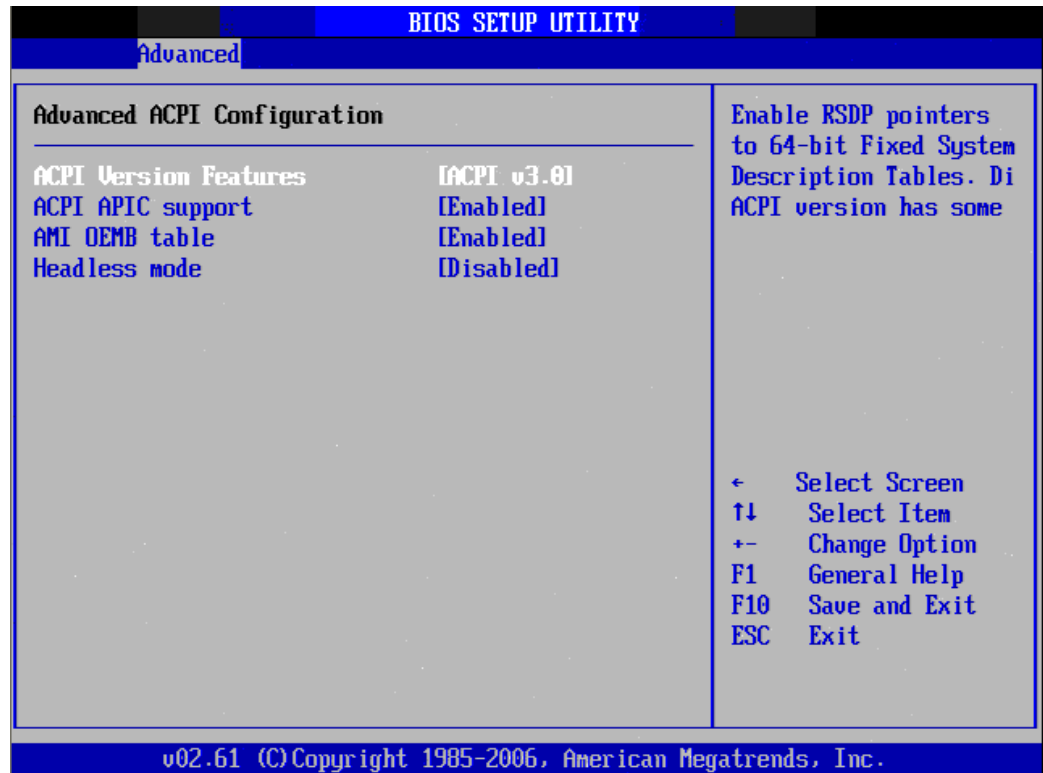 BIOS SETUP UTILITY
Advanced
Advanced ACPI Configuration
ACPI Version Features [ACPI v3.0]
ACPI APIC support [Enabled]
AMI OEMB table [Enabled]
Headless mode [Disabled]
Enable RSDP pointers
to 64-bit Fixed System
Description Tables. Di
ACPI version has some
← Select Screen
↑↓ Select Item
+- Change Option
F1 General Help
F10 Save and Exit
ESC Exit
v02.61 (C)Copyright 1985-2006, American Megatrends, Inc.